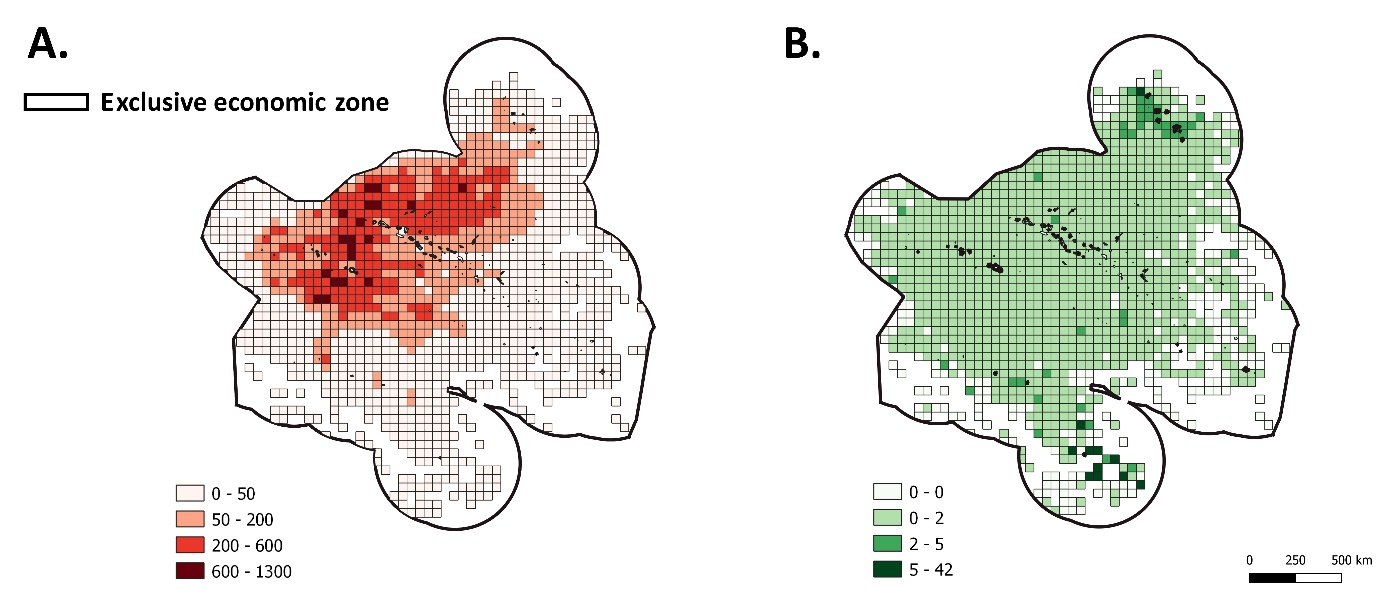 A.
Exclusive economic zone
0 - 50
50 - 200
200 - 600
600 - 1300
B.
0 - 0
0 - 2
2 - 5
5 - 42
0 250 500 km